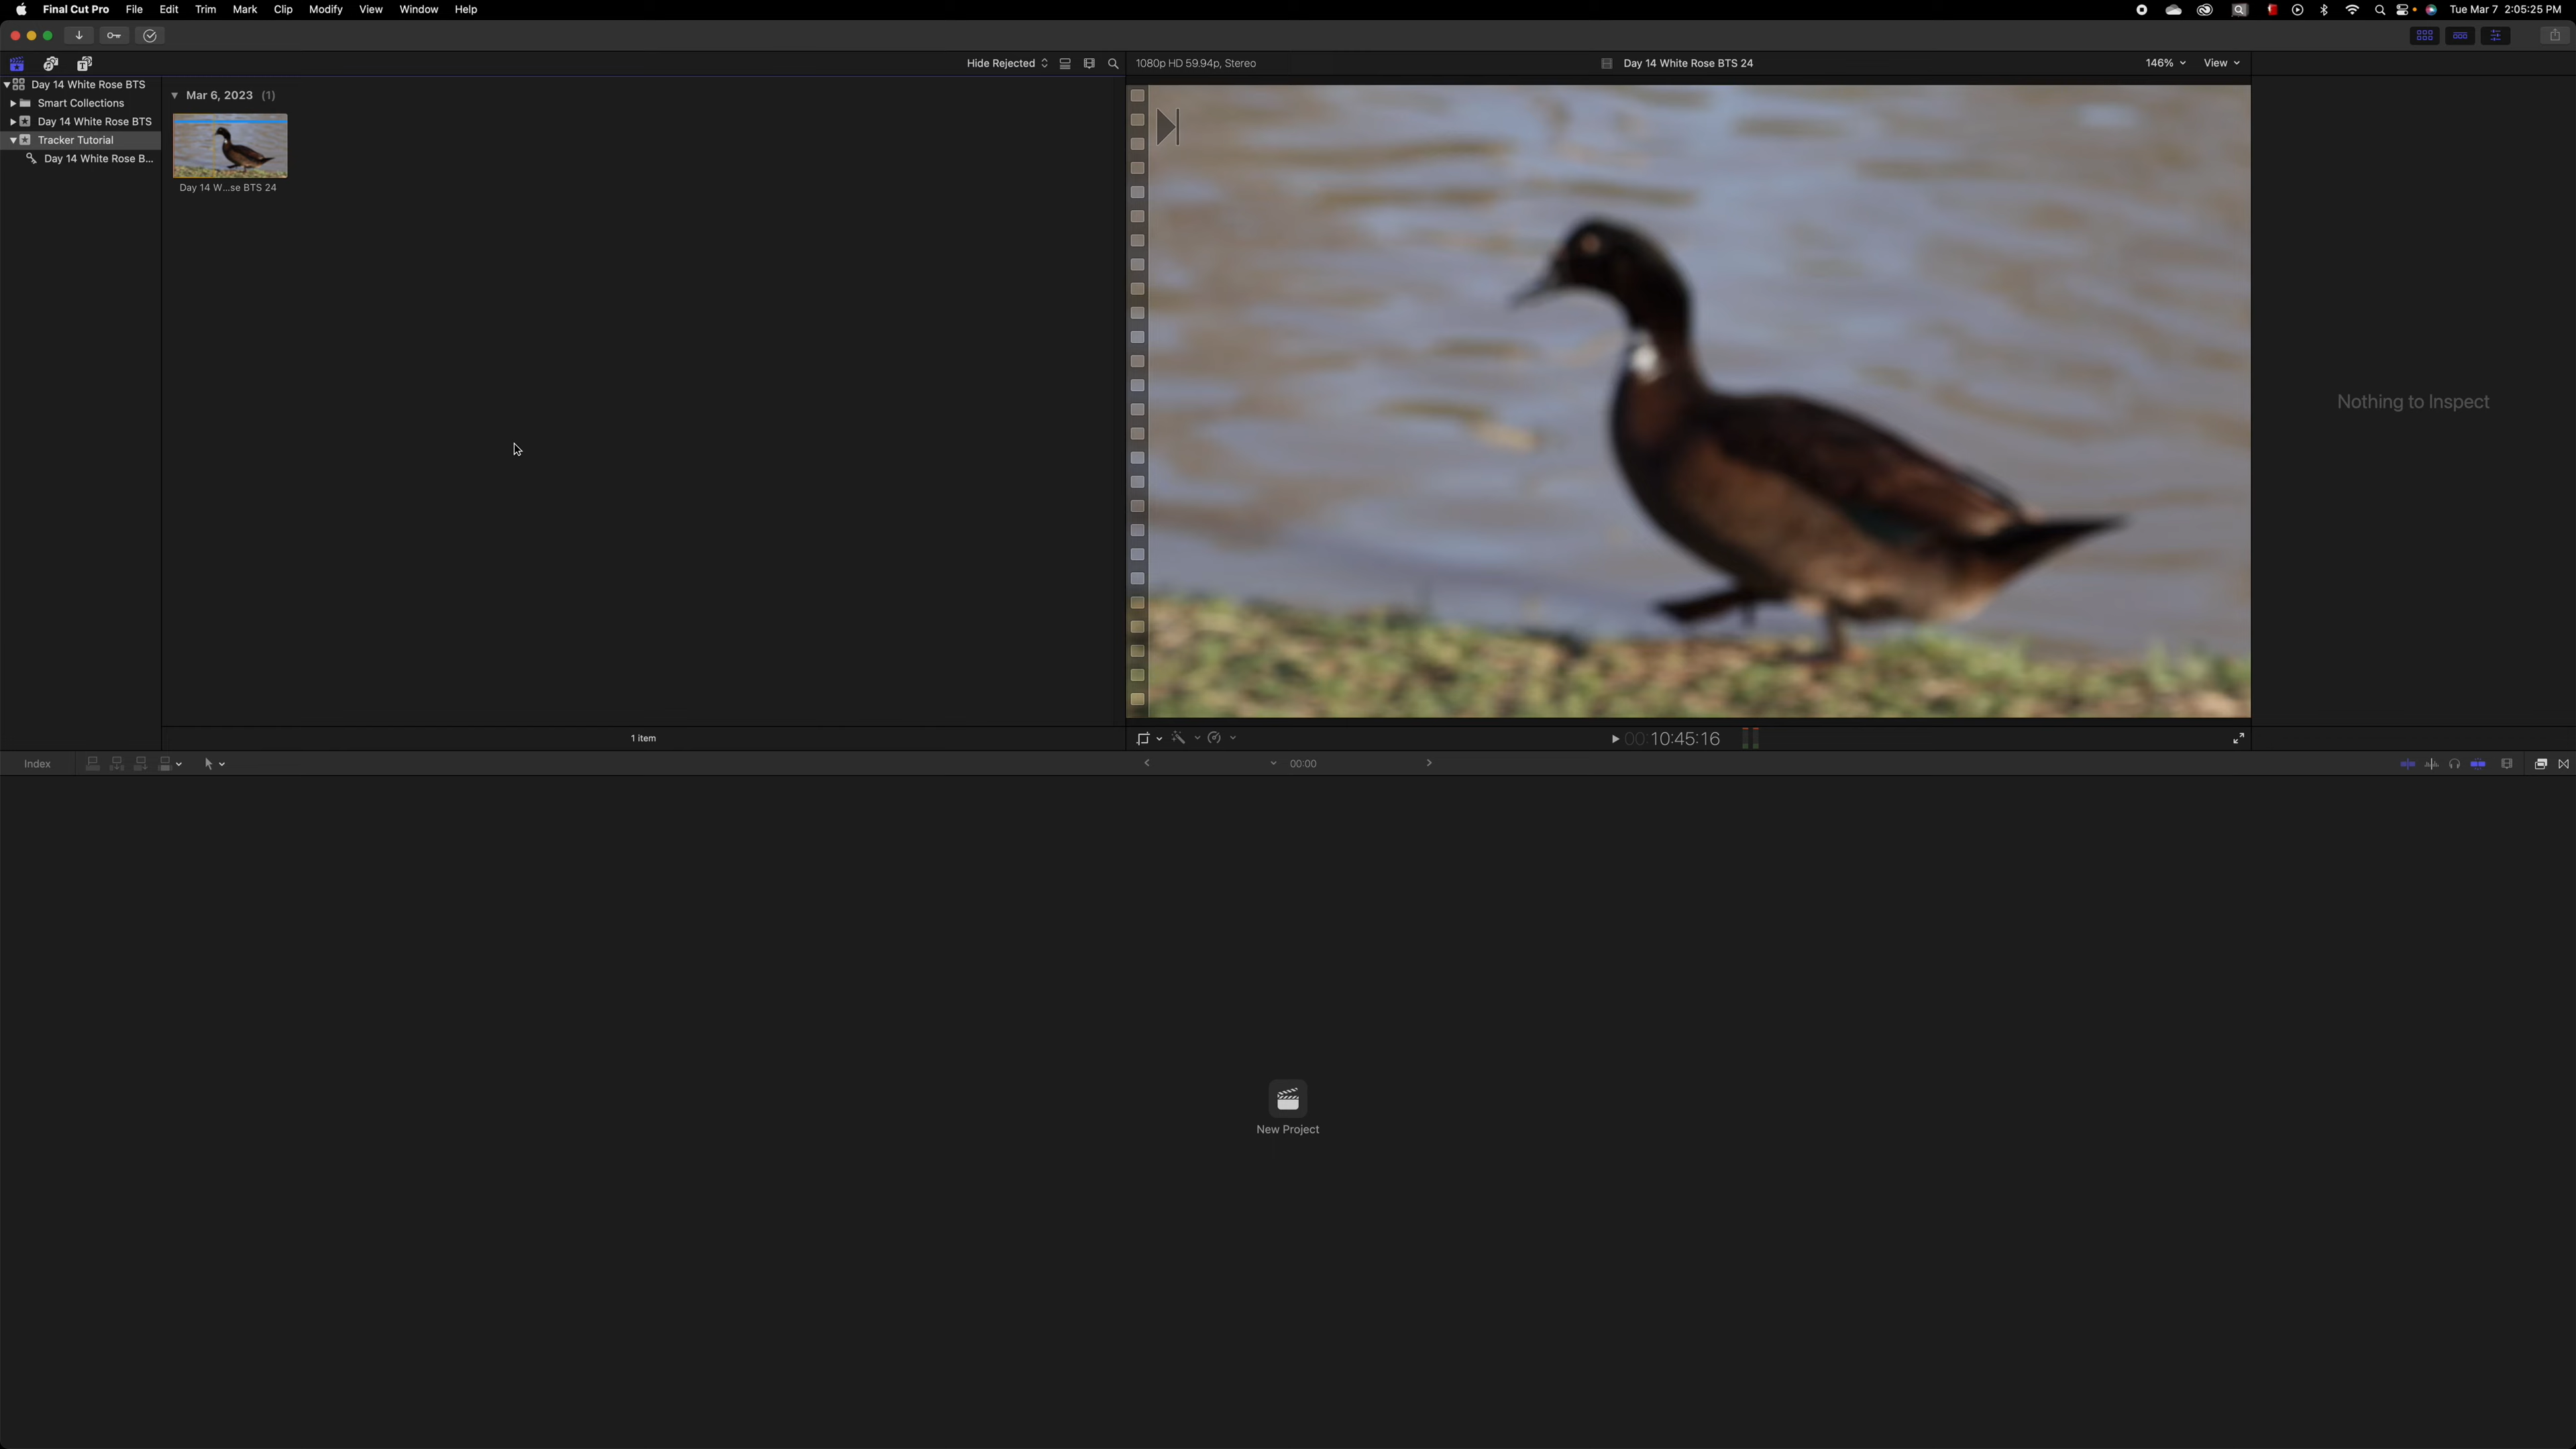 Final Cut Pro File Edit Trim Mark Clip Modify View Window Help Tue Mar 7 2:05:25 PM
Hide Rejected 1080p HD 59.94p, Stereo Day 14 White Rose BTS 24 146% View
Day 14 White Rose BTS
Smart Collections
Day 14 White Rose BTS
Tracker Tutorial
Day 14 White Rose B...
Mar 6, 2023 (1)
Day 14 W...se BTS 24
Nothing to Inspect
1 item
00:10:45:16
Index 00:00
New Project